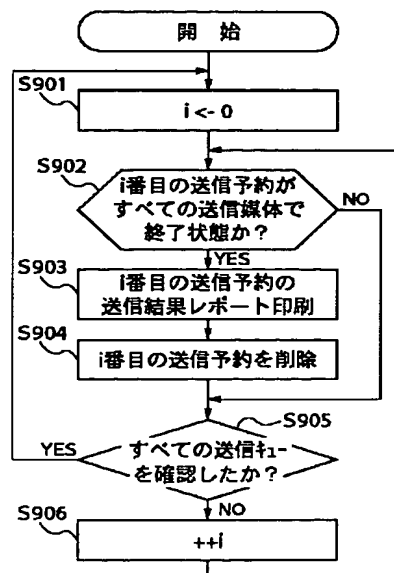 開 始
S901
i <- 0
S902
i番目の送信予約が
すべての送信媒体で
終了状態か？
NO
YES
S903
i番目の送信予約の
送信結果レポート印刷
S904
i番目の送信予約を削除
S905
YES
すべての送信ｷｭｰ
を確認したか？
NO
S906
++i